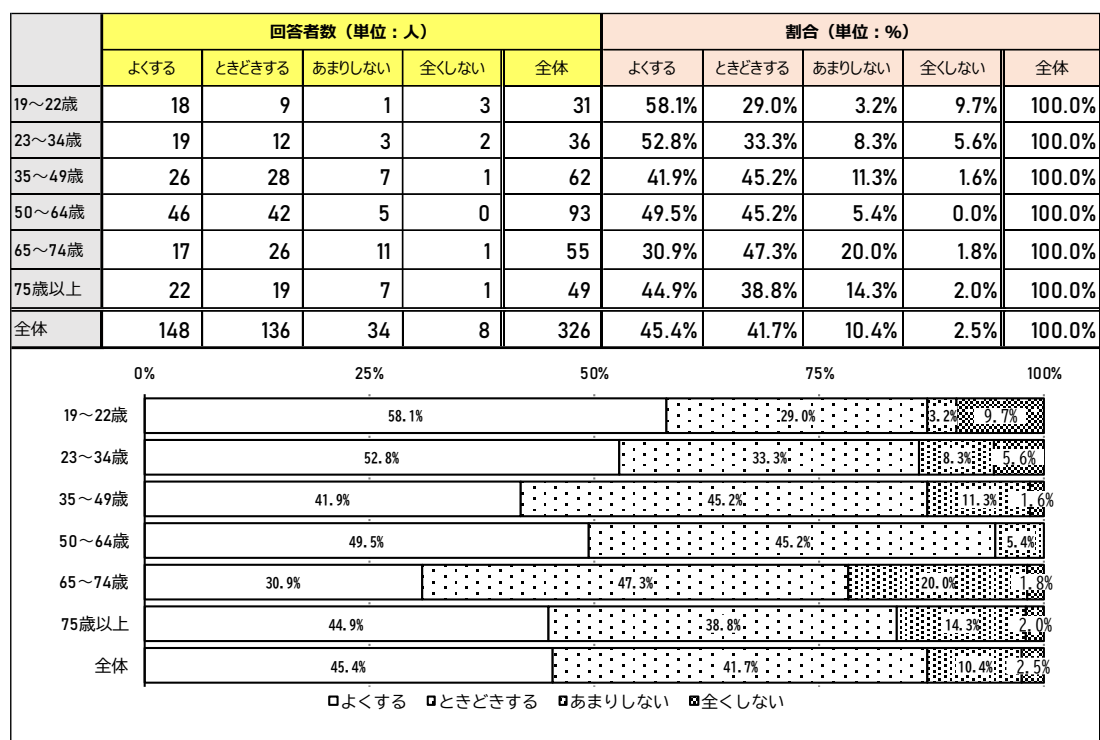 回答者数（単位：人） 割合（単位：%）
よくする ときどきする あまりしない 全くしない 全体 よくする ときどきする あまりしない 全くしない 全体
19～22歳 18 9 1 3 31 58.1% 29.0% 3.2% 9.7% 100.0%
23～34歳 19 12 3 2 36 52.8% 33.3% 8.3% 5.6% 100.0%
35～49歳 26 28 7 1 62 41.9% 45.2% 11.3% 1.6% 100.0%
50～64歳 46 42 5 0 93 49.5% 45.2% 5.4% 0.0% 100.0%
65～74歳 17 26 11 1 55 30.9% 47.3% 20.0% 1.8% 100.0%
75歳以上 22 19 7 1 49 44.9% 38.8% 14.3% 2.0% 100.0%
全体 148 136 34 8 326 45.4% 41.7% 10.4% 2.5% 100.0%
0% 25% 50% 75% 100%
19～22歳 58.1% 29.0% 3.2% 9.7%
23～34歳 52.8% 33.3% 8.3% 5.6%
35～49歳 41.9% 45.2% 11.3% 1.6%
50～64歳 49.5% 45.2% 5.4%
65～74歳 30.9% 47.3% 20.0% 1.8%
75歳以上 44.9% 38.8% 14.3% 2.0%
全体 45.4% 41.7% 10.4% 2.5%
よくする ときどきする あまりしない 全くしない